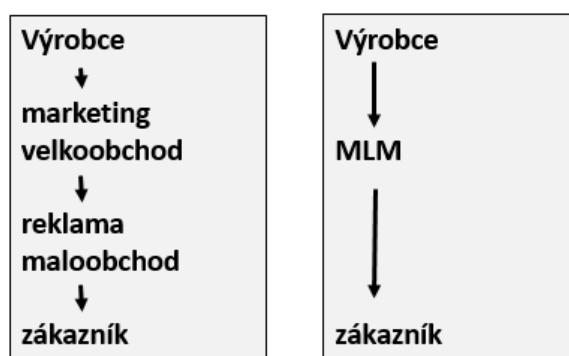 Výrobce
marketing
velkoobchod
reklama
maloobchod
zákazník
Výrobce
MLM
zákazník